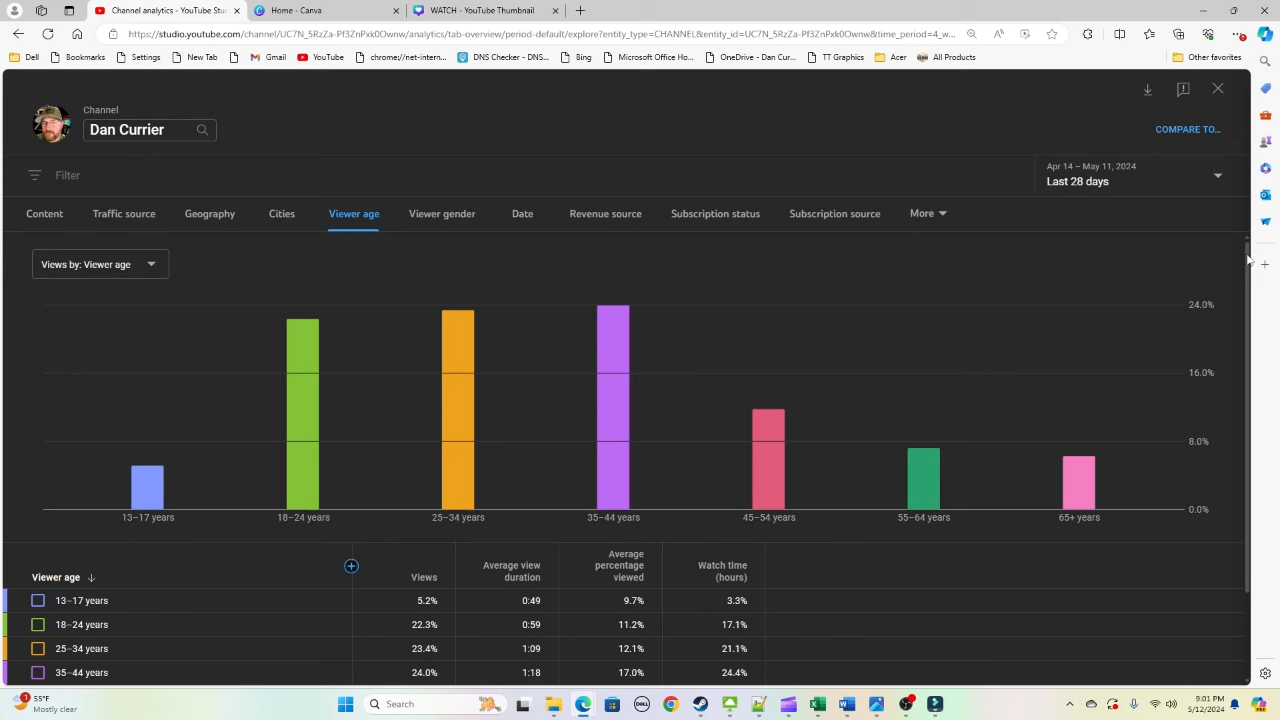 Channel analytics - YouTube Stu
Home - Canva
WATCH - YouTube Thumbnail
https://studio.youtube.com/channel/UC7N_5RzZa-Pf3ZnPxk0Ownw/analytics/tab-overview/period-default/explore?entity_type=CHANNEL&entity_id=UC7N_5RzZa-Pf3ZnPxk0Ownw&time_period=4_w...
Dell
Bookmarks
Settings
New Tab
Gmail
YouTube
chrome://net-intern...
DNS Checker - DNS...
Bing
Microsoft Office Ho...
OneDrive - Dan Cur...
TT Graphics
Acer
All Products
Other favorites
Channel
Dan Currier
COMPARE TO...
Filter
Apr 14 – May 11, 2024
Last 28 days
Content
Traffic source
Geography
Cities
Viewer age
Viewer gender
Date
Revenue source
Subscription status
Subscription source
More
Views by: Viewer age
24.0%
16.0%
8.0%
0.0%
13–17 years
18–24 years
25–34 years
35–44 years
45–54 years
55–64 years
65+ years
Viewer age
Views
Average view duration
Average percentage viewed
Watch time (hours)
13–17 years 5.2% 0:49 9.7% 3.3%
18–24 years 22.3% 0:59 11.2% 17.1%
25–34 years 23.4% 1:09 12.1% 21.1%
35–44 years 24.0% 1:18 17.0% 24.4%
1
55°F
Mostly clear
Search
DELL
9:01 PM
5/12/2024